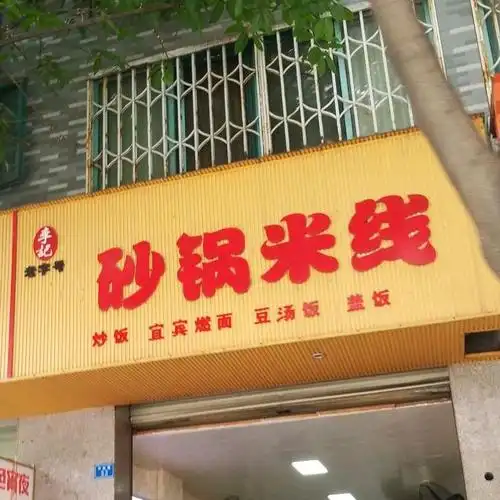 李記
老字号
砂锅米线
炒饭 宜宾燃面 豆汤饭 盖饭